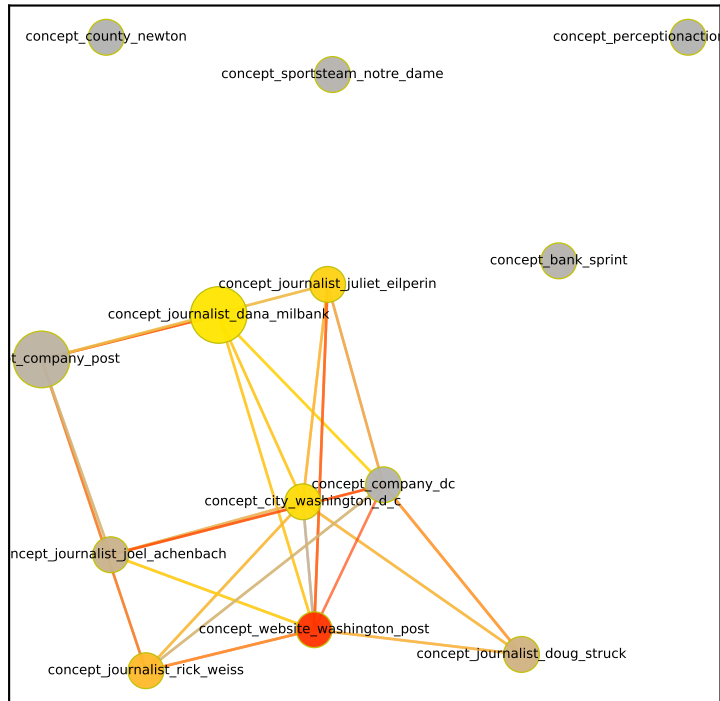 concept_county_newton
concept_perceptionaction
concept_sportsteam_notre_dame
concept_bank_sprint
concept_journalist_juliet_eilperin
concept_journalist_dana_milbank
t_company_post
concept_company_dc
concept_city_washington_d_c
ncept_journalist_joel_achenbach
concept_website_washington_post
concept_journalist_doug_struck
concept_journalist_rick_weiss